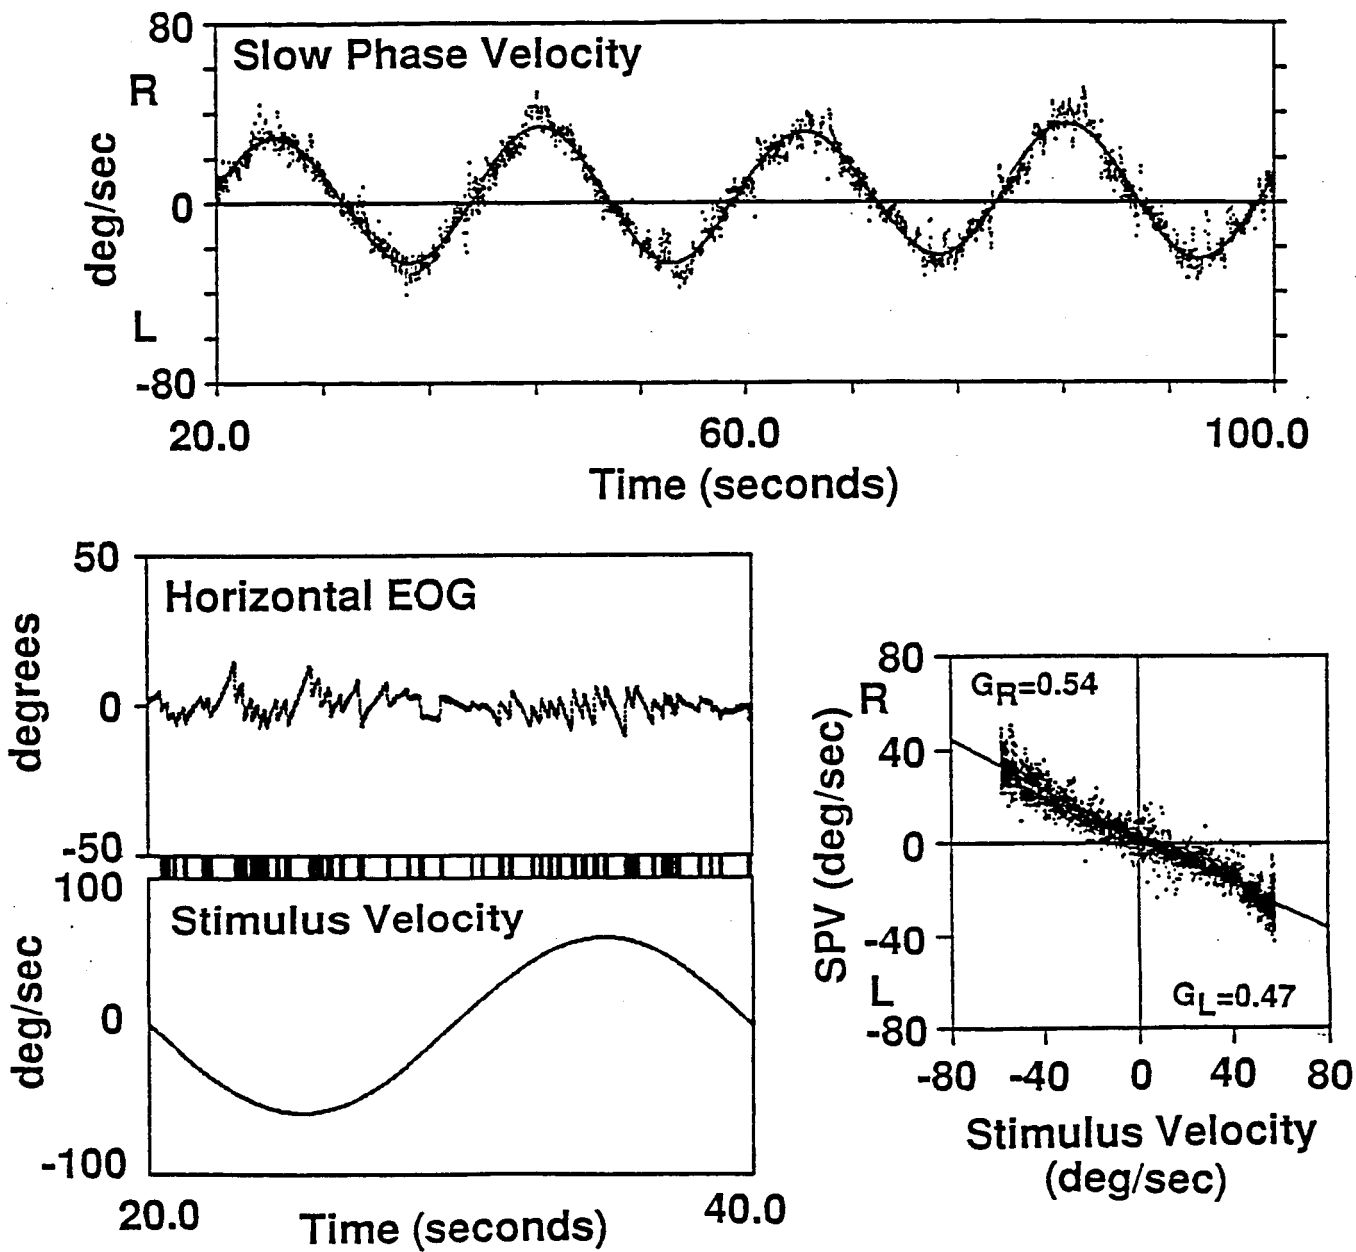 80
Slow Phase Velocity
R
deg/sec
0
L
-80
20.0
60.0
100.0
Time (seconds)
50
Horizontal EOG
degrees
0
-50
100
Stimulus Velocity
deg/sec
0
-100
20.0
40.0
Time (seconds)
80
R
GR=0.54
40
SPV (deg/sec)
0
-40
L
GL=0.47
-80
-80 -40 0 40 80
Stimulus Velocity
(deg/sec)